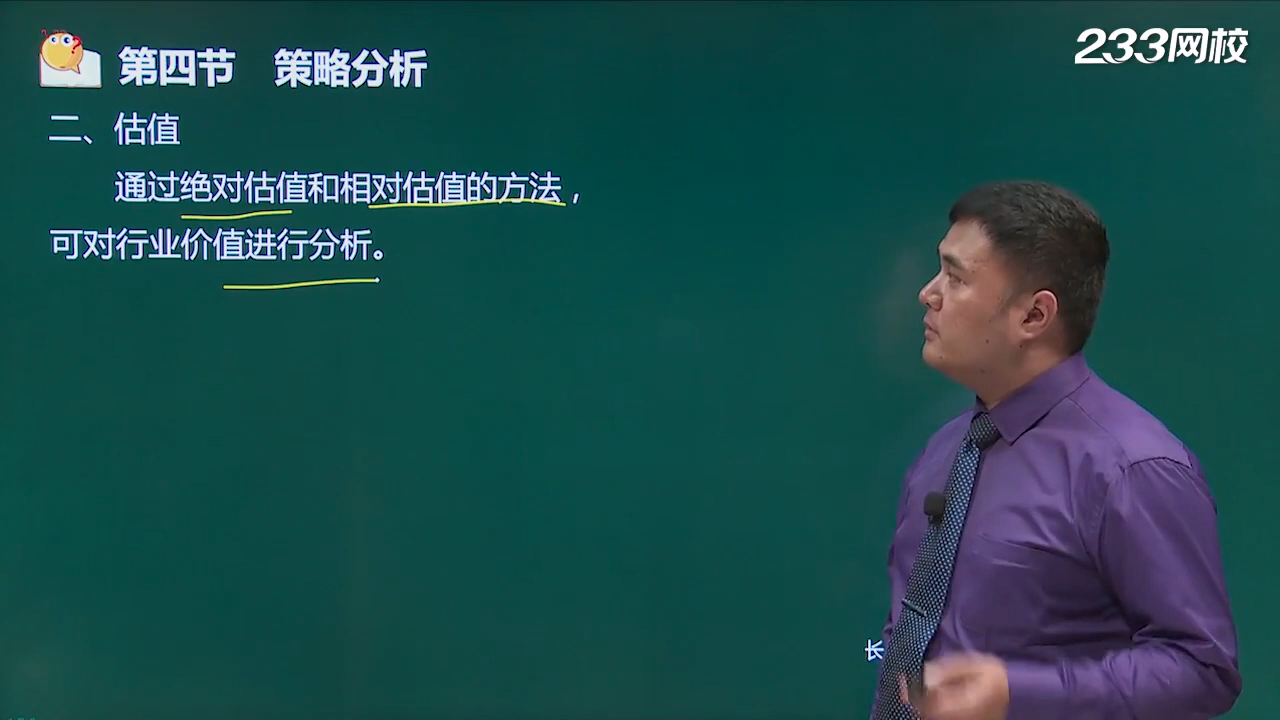 233网校
第四节 策略分析
二、估值
通过绝对估值和相对估值的方法，
可对行业价值进行分析。
长